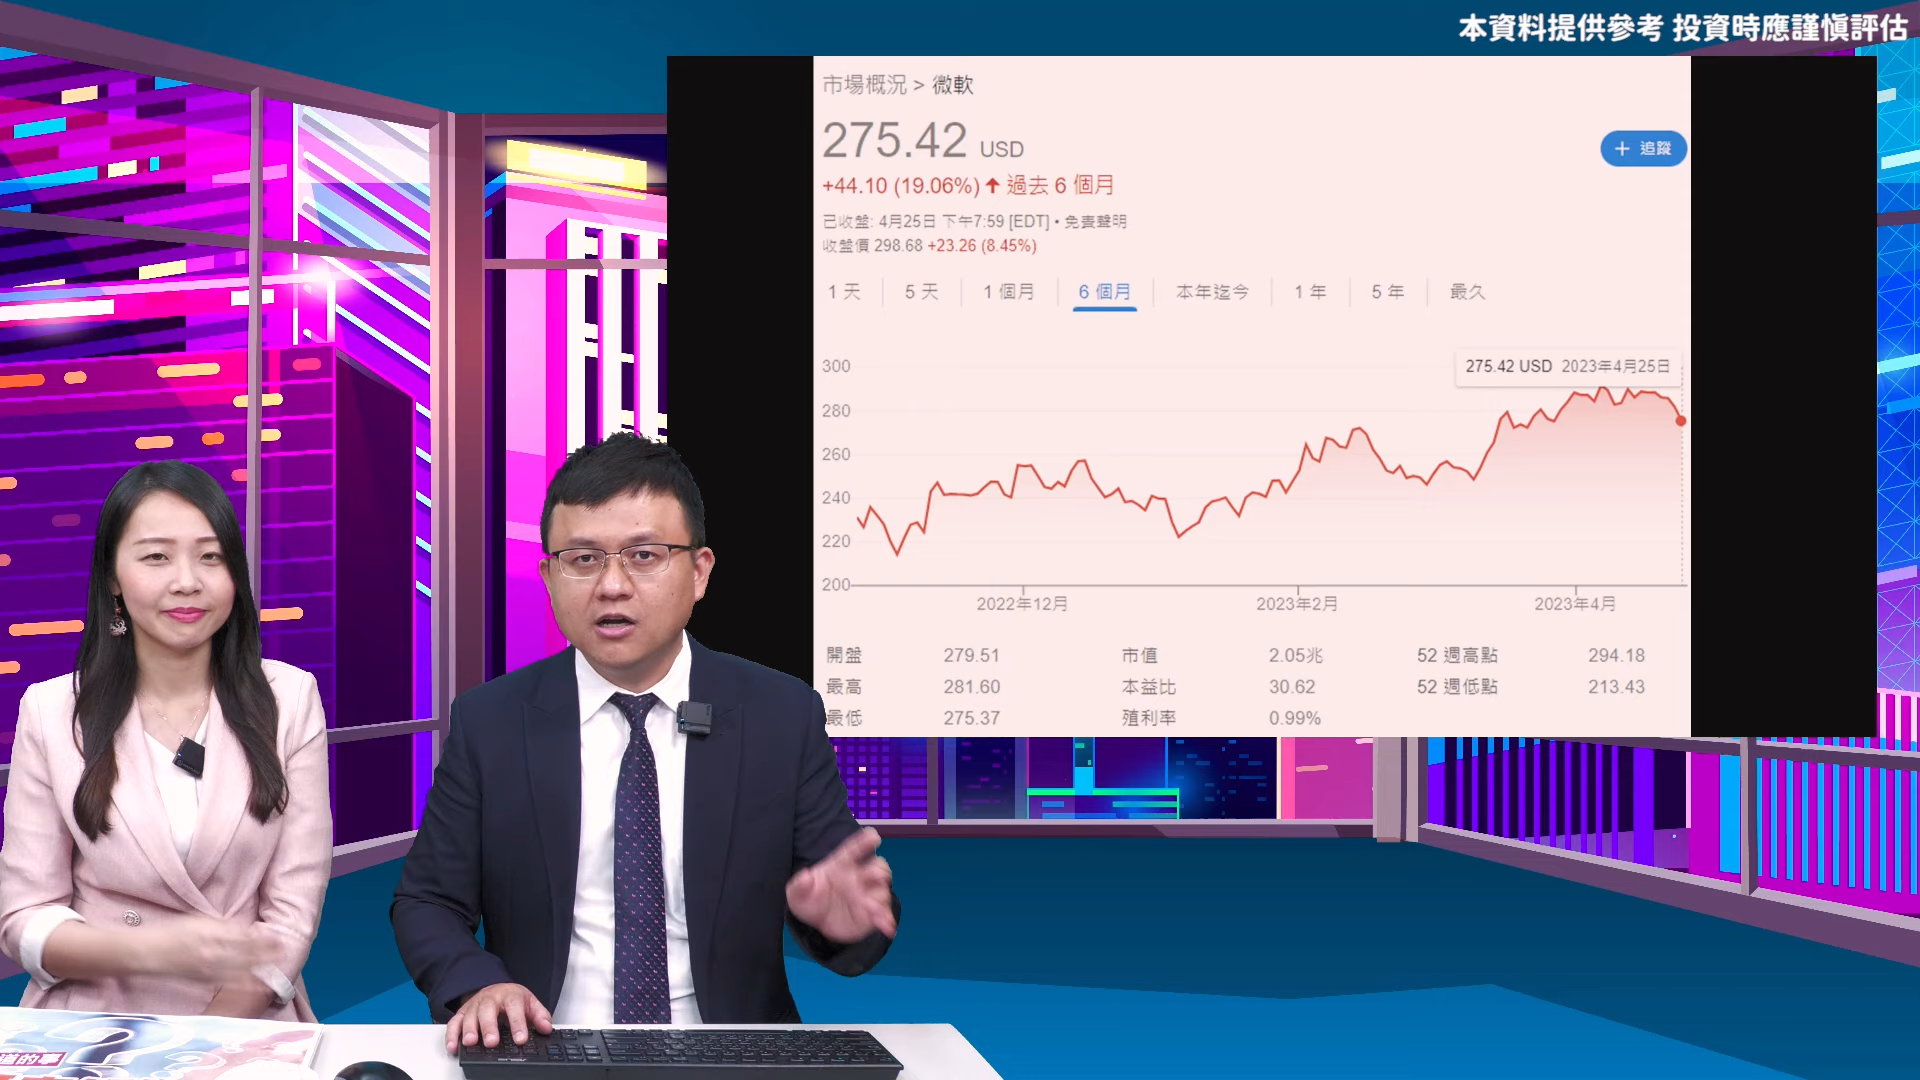 本資料提供參考 投資時應謹慎評估
市場概況 > 微軟
275.42 USD
+ 追蹤
+44.10 (19.06%) ↑ 過去 6 個月
已收盤: 4月25日 下午7:59 [EDT] • 免責聲明
收盤價 298.68 +23.26 (8.45%)
1 天 5 天 1 個月 6 個月 本年迄今 1 年 5 年 最久
275.42 USD 2023年4月25日
300
280
260
240
220
200
2022年12月 2023年2月 2023年4月
開盤 279.51 市值 2.05兆 52 週高點 294.18
最高 281.60 本益比 30.62 52 週低點 213.43
最低 275.37 殖利率 0.99%
道的事